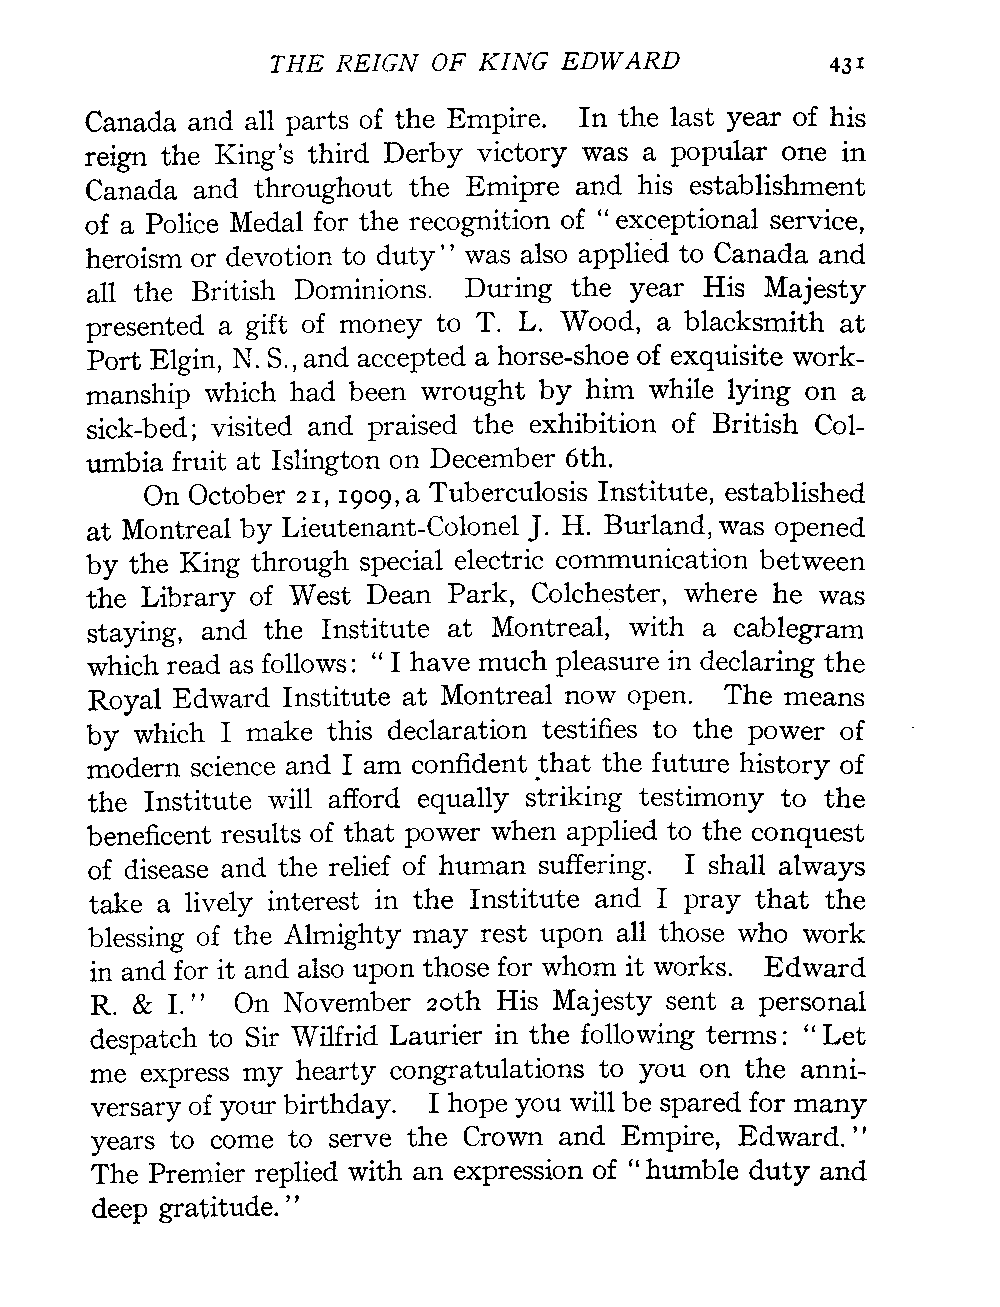 THE REIGN OF KING EDWARD 431
Canada and all parts of the Empire. In the last year of his
reign the King's third Derby victory was a popular one in
Canada and throughout the Emipre and his establishment
of a Police Medal for the recognition of "exceptional service,
heroism or devotion to duty" was also applied to Canada and
all the British Dominions. During the year His Majesty
presented a gift of money to T. L. Wood, a blacksmith at
Port Elgin, N. S., and accepted a horse-shoe of exquisite work-
manship which had been wrought by him while lying on a
sick-bed; visited and praised the exhibition of British Col-
umbia fruit at Islington on December 6th.
On October 21, 1909, a Tuberculosis Institute, established
at Montreal by Lieutenant-Colonel J. H. Burland, was opened
by the King through special electric communication between
the Library of West Dean Park, Colchester, where he was
staying, and the Institute at Montreal, with a cablegram
which read as follows: "I have much pleasure in declaring the
Royal Edward Institute at Montreal now open. The means
by which I make this declaration testifies to the power of
modern science and I am confident that the future history of
the Institute will afford equally striking testimony to the
beneficent results of that power when applied to the conquest
of disease and the relief of human suffering. I shall always
take a lively interest in the Institute and I pray that the
blessing of the Almighty may rest upon all those who work
in and for it and also upon those for whom it works. Edward
R. & I." On November 20th His Majesty sent a personal
despatch to Sir Wilfrid Laurier in the following terms: "Let
me express my hearty congratulations to you on the anni-
versary of your birthday. I hope you will be spared for many
years to come to serve the Crown and Empire, Edward."
The Premier replied with an expression of "humble duty and
deep gratitude."